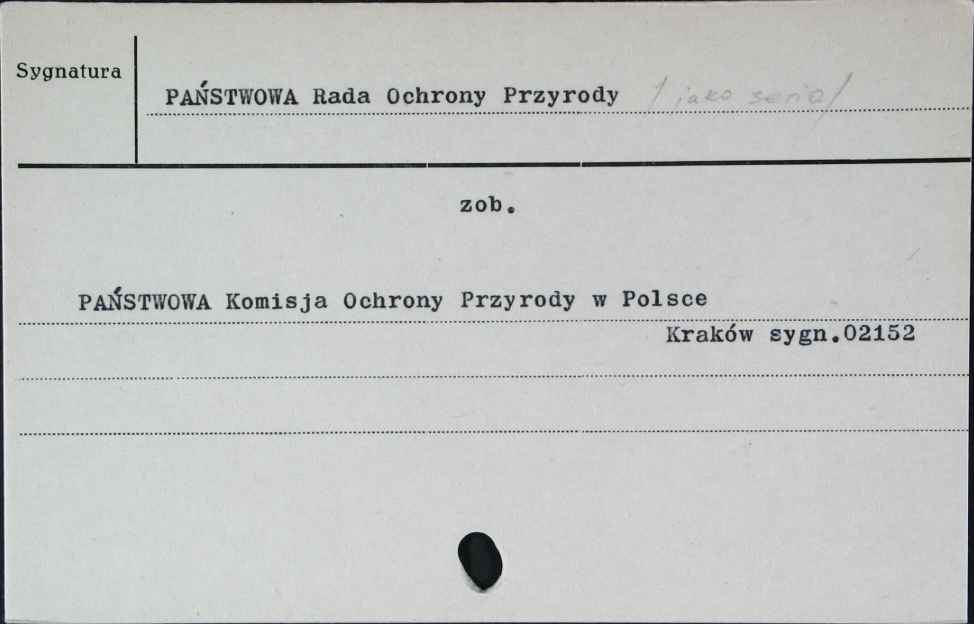 Sygnatura
PAŃSTWOWA Rada Ochrony Przyrody / jako seria/
zob.
PAŃSTWOWA Komisja Ochrony Przyrody w Polsce
Kraków sygn.02152